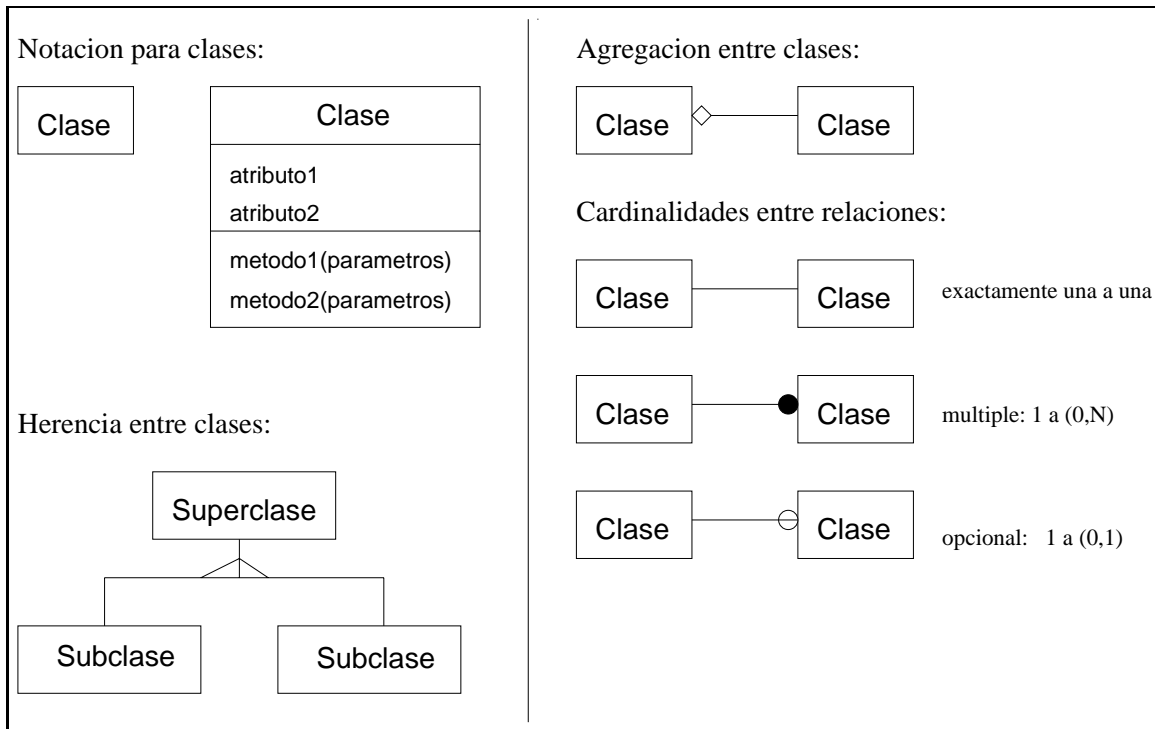 Notacion para clases:
Clase
Clase
atributo1
atributo2
metodo1(parametros)
metodo2(parametros)
Herencia entre clases:
Superclase
Subclase
Subclase
Agregacion entre clases:
Clase
Clase
Cardinalidades entre relaciones:
Clase
Clase
exactamente una a una
Clase
Clase
multiple: 1 a (0,N)
Clase
Clase
opcional: 1 a (0,1)